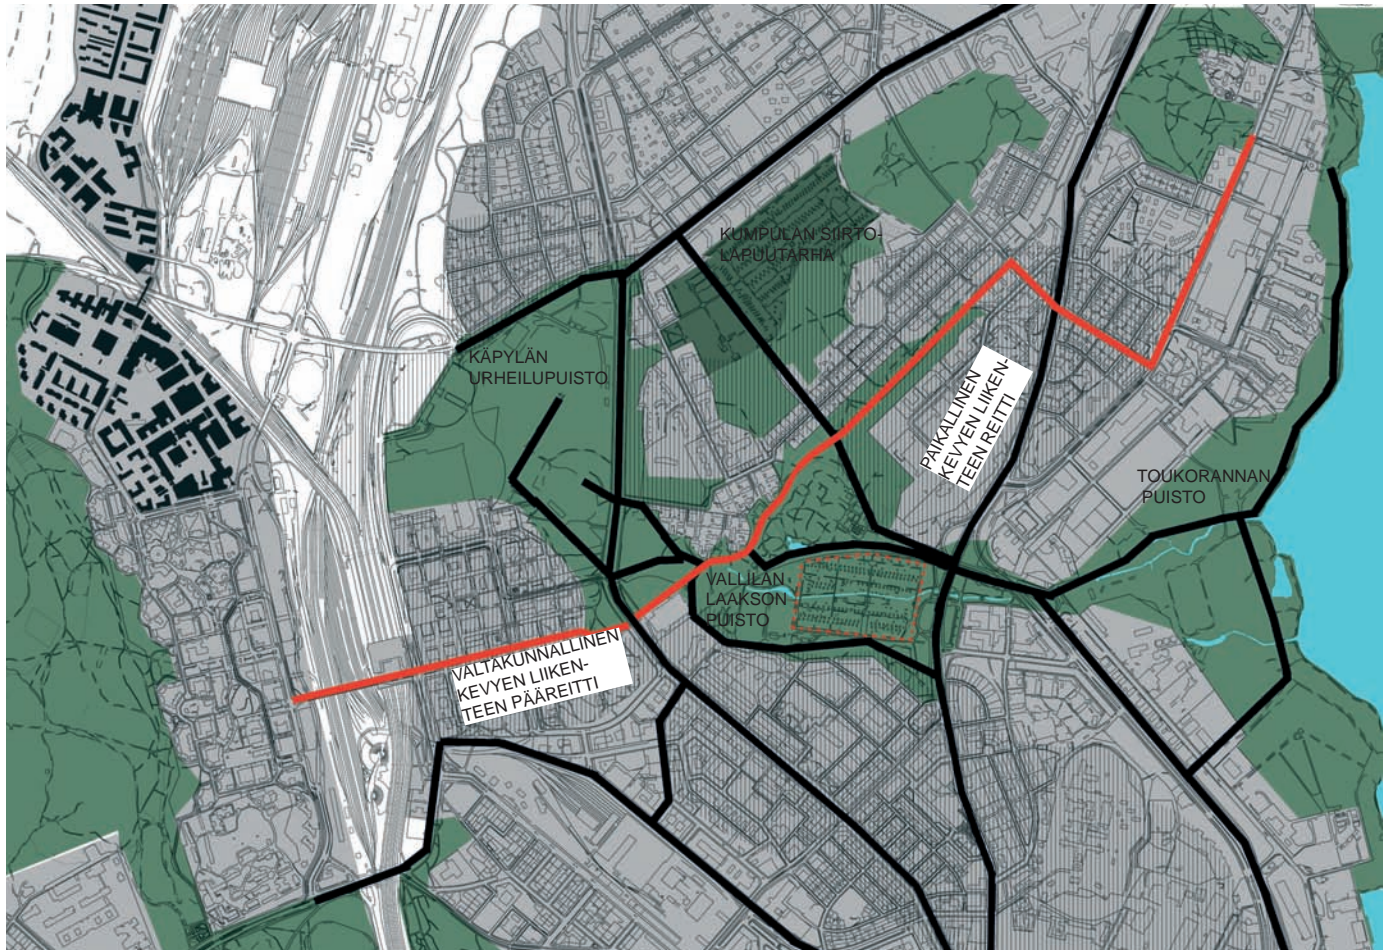 KUMPULAN SIIRTO-
LAPUUTARHA
KÄPYLÄN
URHEILUPUISTO
PAIKALLINEN
KEVYEN LIIKEN-
TEEN REITTI
TOUKORANNAN
PUISTO
VALLILAN
LAAKSON
PUISTO
VALTAKUNNALLINEN
KEVYEN LIIKEN-
TEEN PÄÄREITTI